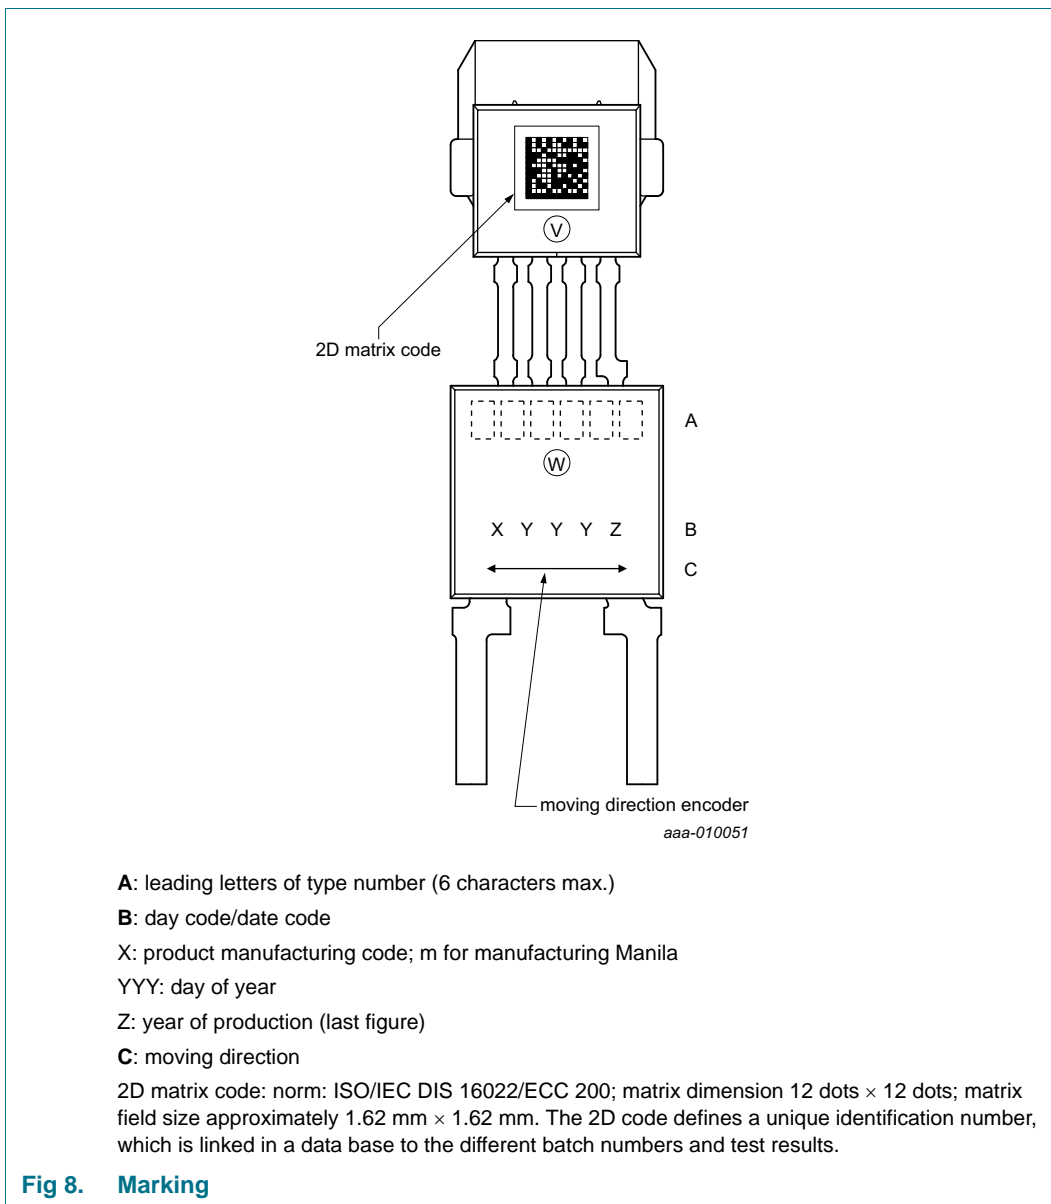 V
2D matrix code
A
W
X Y Y Y Z B
C
moving direction encoder
aaa-010051
A: leading letters of type number (6 characters max.)
B: day code/date code
X: product manufacturing code; m for manufacturing Manila
YYY: day of year
Z: year of production (last figure)
C: moving direction
2D matrix code: norm: ISO/IEC DIS 16022/ECC 200; matrix dimension 12 dots × 12 dots; matrix
field size approximately 1.62 mm × 1.62 mm. The 2D code defines a unique identification number,
which is linked in a data base to the different batch numbers and test results.
Fig 8. Marking